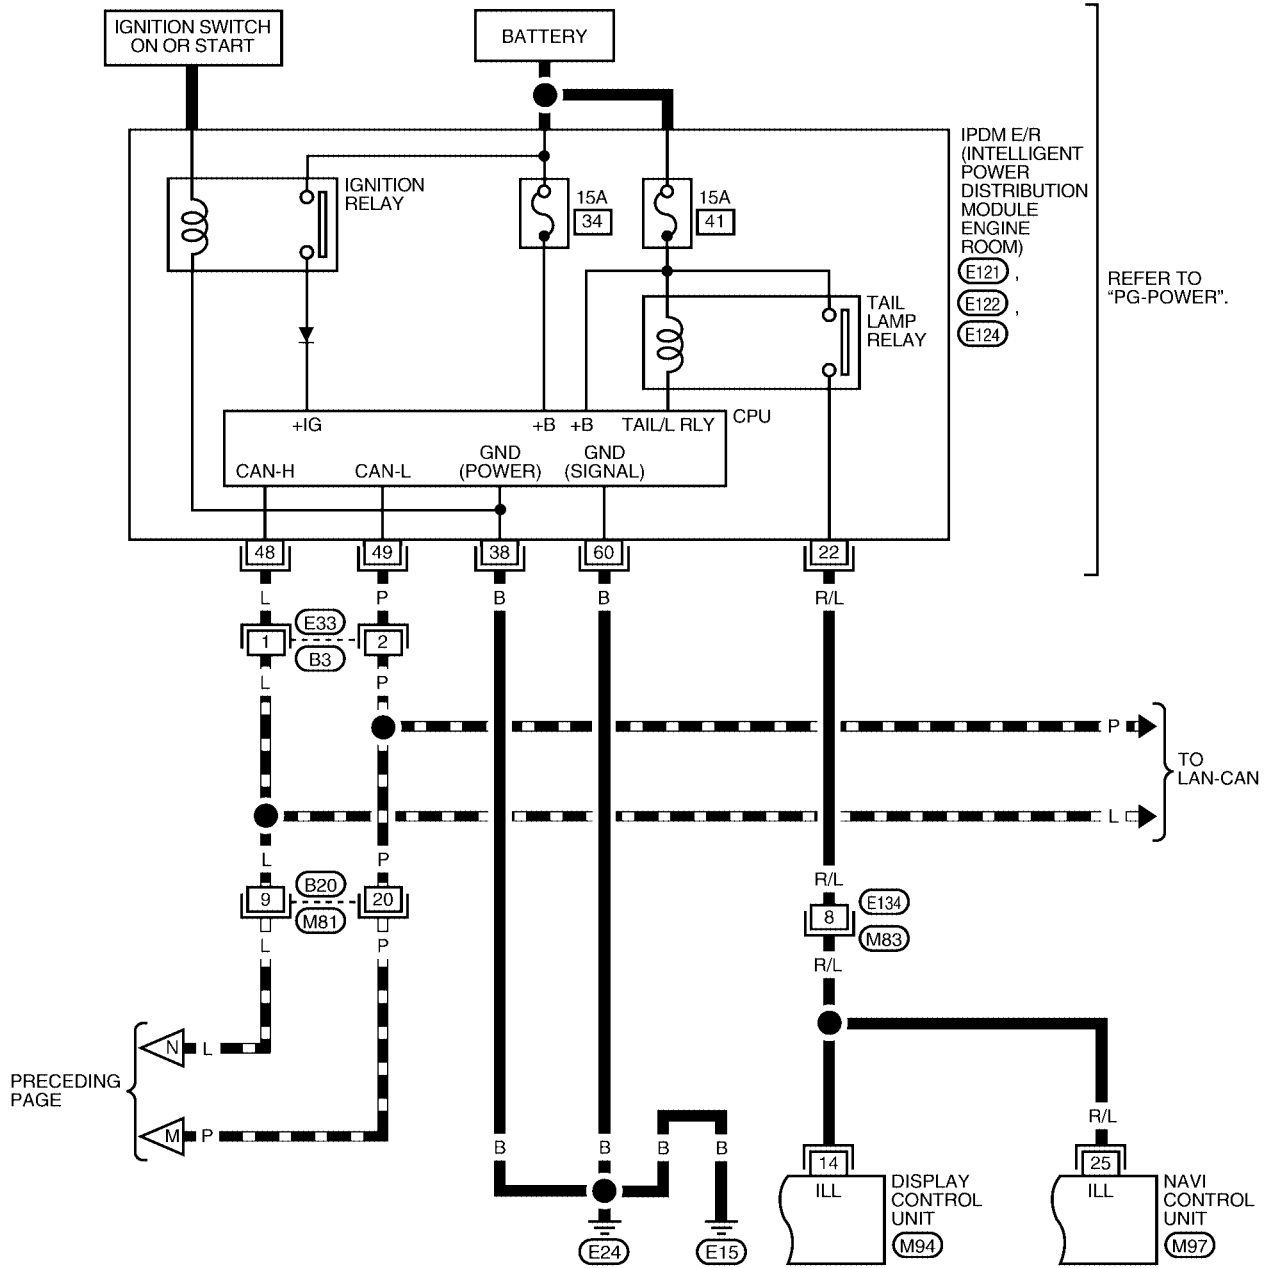 IGNITION SWITCH
ON OR START
BATTERY
IPDM E/R
(INTELLIGENT
POWER
DISTRIBUTION
MODULE
ENGINE
ROOM)
E121 ,
E122 ,
E124
REFER TO
“PG-POWER”.
IGNITION
RELAY
15A
34
15A
41
TAIL
LAMP
RELAY
CPU
+IG
+B
+B
TAIL/L RLY
CAN-H
CAN-L
GND
(POWER)
GND
(SIGNAL)
48
49
38
60
22
L
P
B
B
R/L
E33
1
2
B3
L
P
P
TO
LAN-CAN
L
L
P
B20
9
20
M81
L
P
R/L
8
E134
M83
R/L
N
L
PRECEDING
PAGE
M
P
B
B
B
B
R/L
E24
E15
14
ILL
DISPLAY
CONTROL
UNIT
M94
25
ILL
NAVI
CONTROL
UNIT
M97